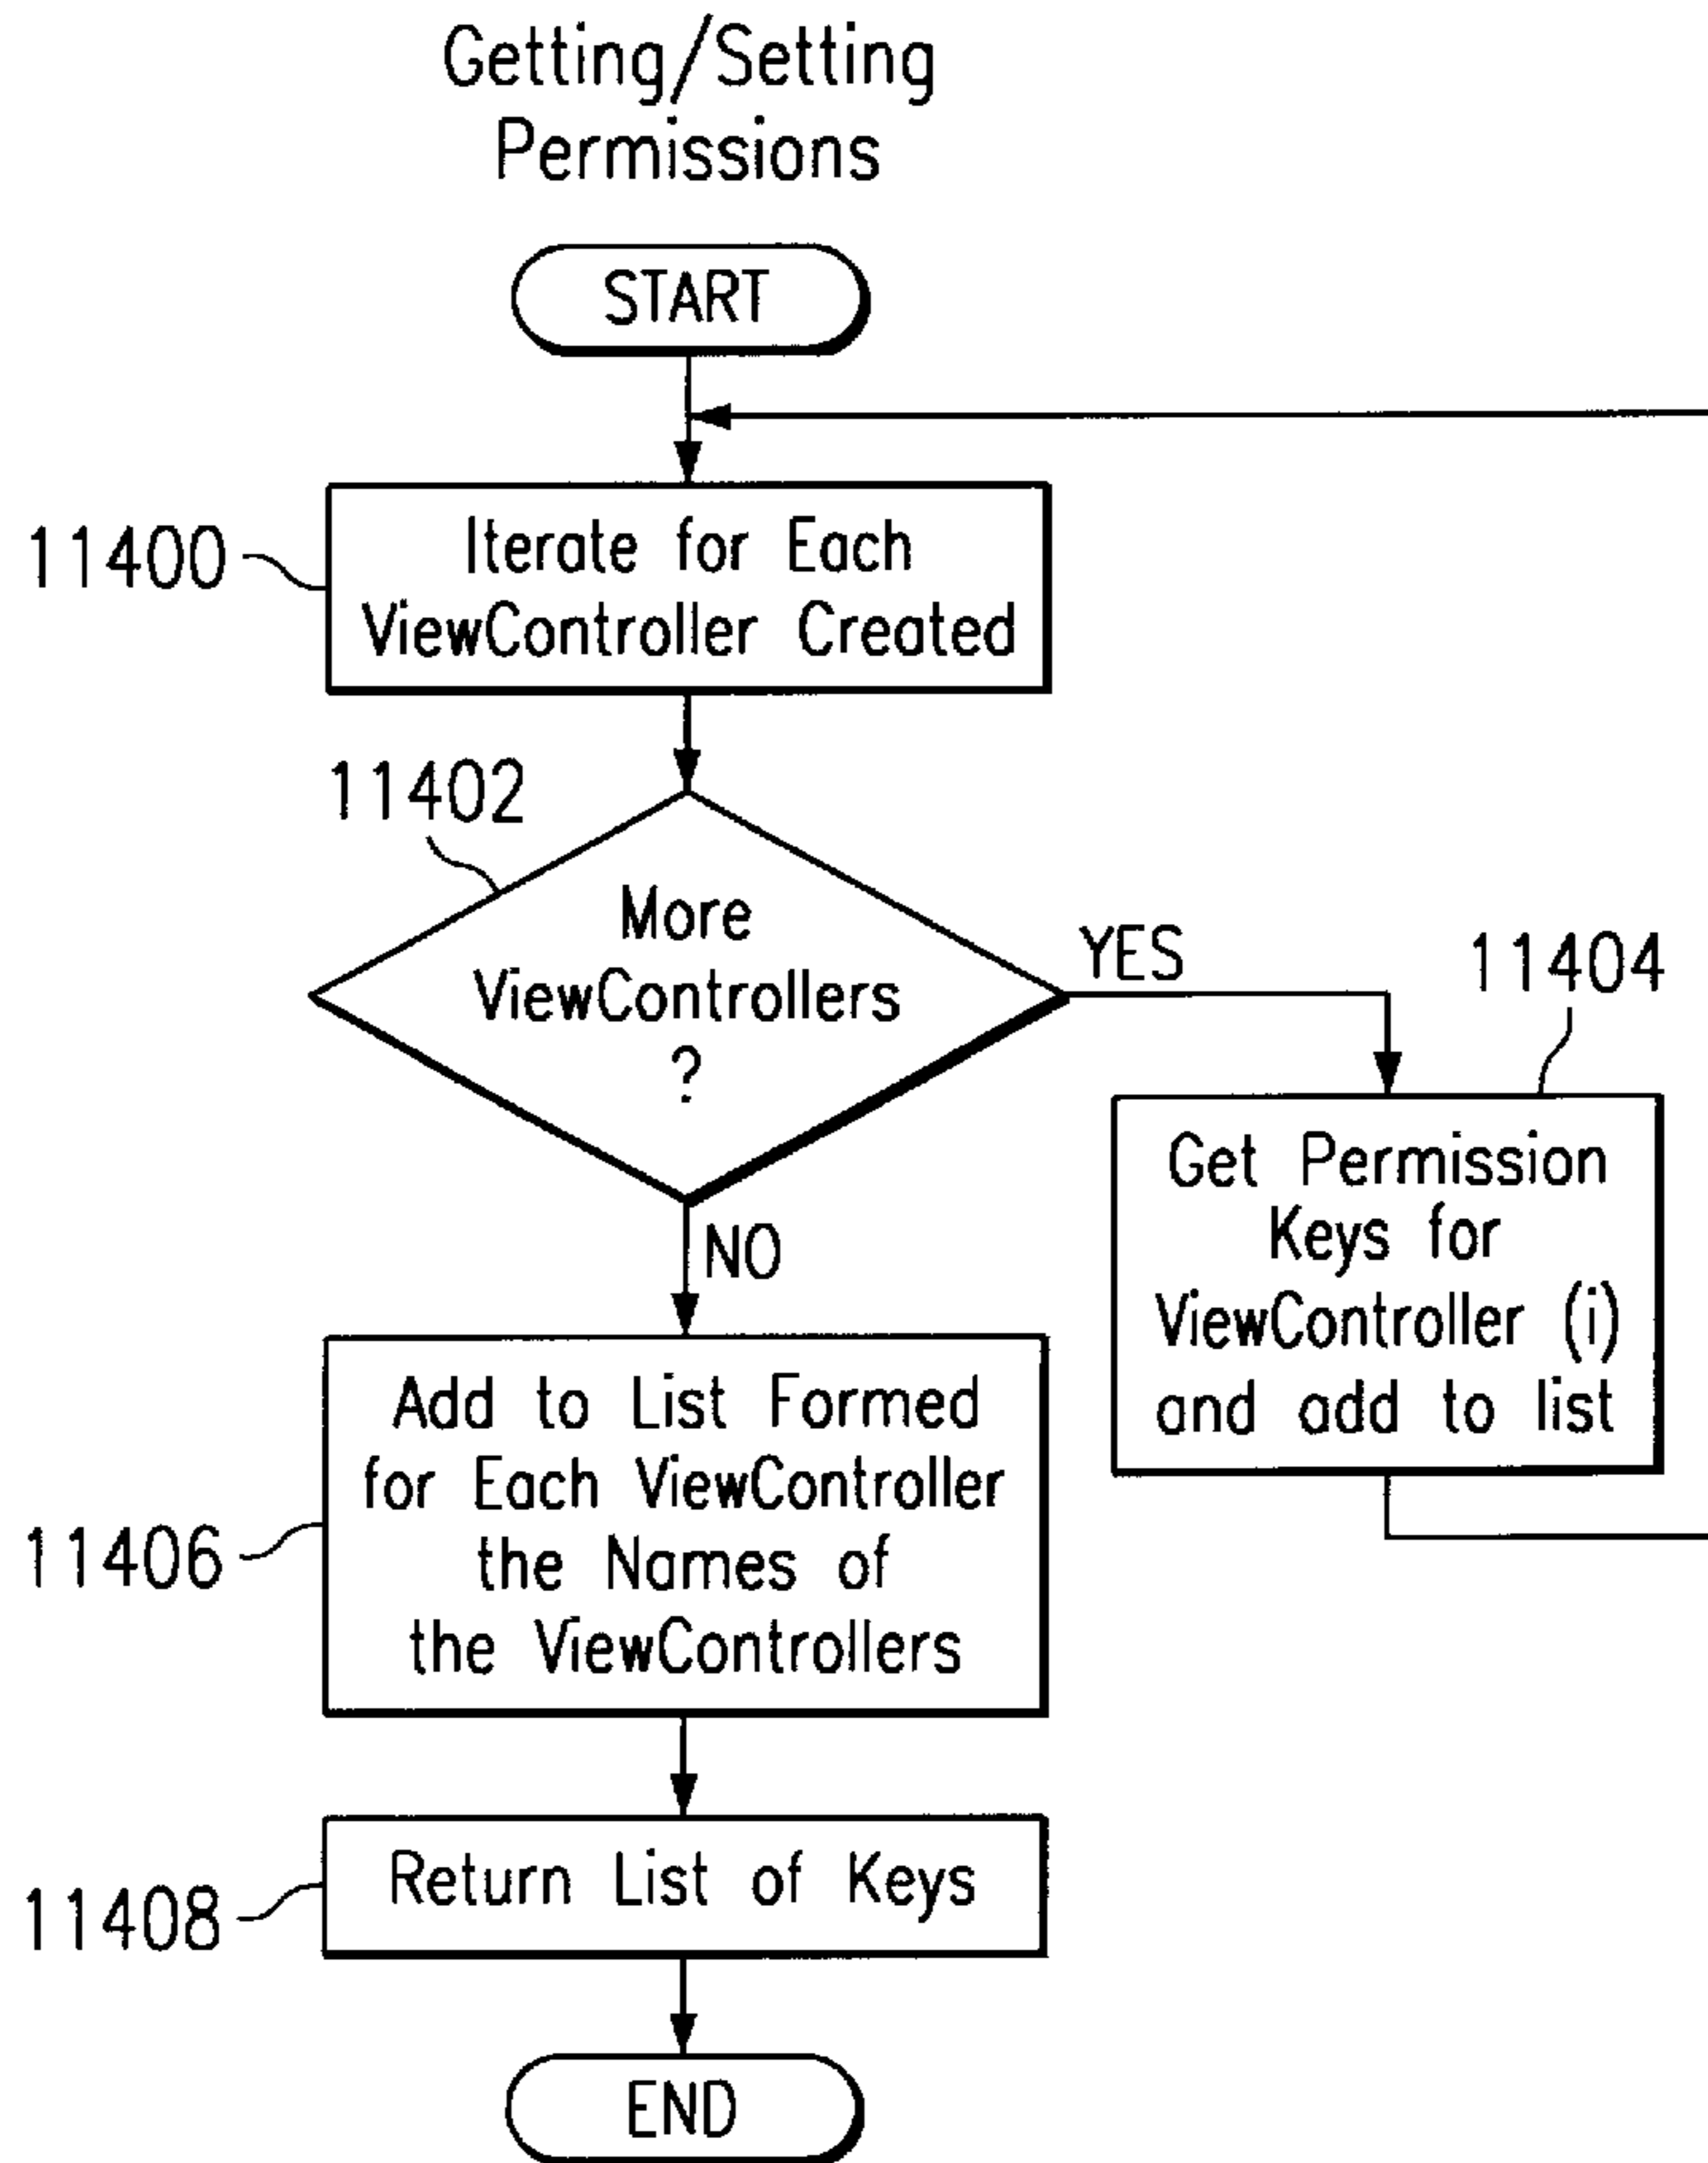 Getting/Setting
Permissions
START
11400
Iterate for Each
ViewController Created
11402
More
ViewControllers
?
YES
NO
11404
Get Permission
Keys for
ViewController (i)
and add to list
11406
Add to List Formed
for Each ViewController
the Names of
the ViewControllers
11408
Return List of Keys
END